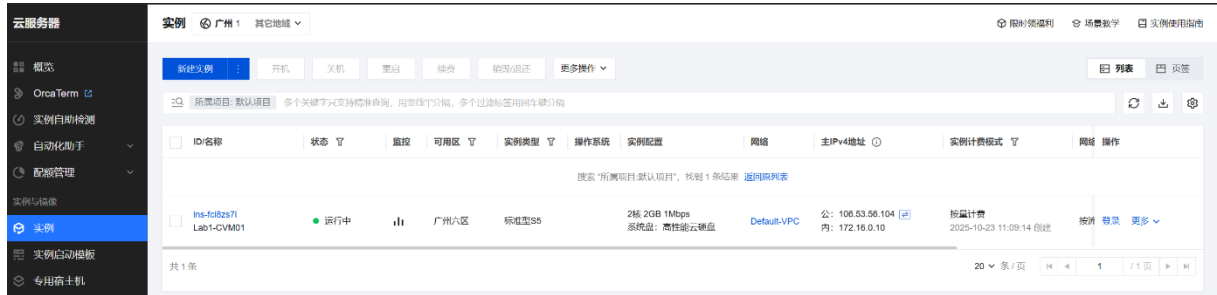 云服务器
实例 广州 1 其它地域
限时领福利 场景教学 实例使用指南
概览
OrcaTerm
实例自助检测
自动化助手
配额管理
实例与镜像
实例
实例启动模板
专用宿主机
新建实例 开机 关机 重启 续费 销毁/退还 更多操作
列表 页签
所属项目: 默认项目 多个关键字只支持精准查询,用竖线"|"分隔,多个过滤标签用回车键分隔
ID/名称 状态 监控 可用区 实例类型 操作系统 实例配置 网络 主IPv4地址 实例计费模式 网络 操作
搜索 "所属项目:默认项目",找到 1 条结果 返回原列表
ins-fci8zs7l
Lab1-CVM01
运行中
广州六区
标准型S5
2核 2GB 1Mbps
系统盘:高性能云硬盘
Default-VPC
公:106.53.56.104
内:172.16.0.10
按量计费
2025-10-23 11:09:14 创建
按流 登录 更多
共 1 条
20 条 / 页 1 / 1 页